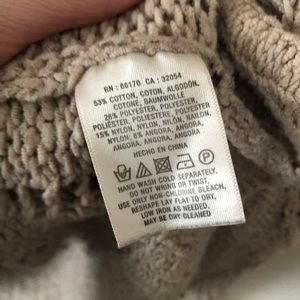 RN : 66170 CA : 32054
53% COTTON, COTON, ALGODÓN,
COTONE, BAUMWOLLE
26% POLYESTER, POLYESTER,
POLIÉSTER, POLIESTERE, POLYESTER
15% NYLON, NYLON, NILÓN, NAILON,
NYLON; 6% ANGORA, ANGORA,
ANGORA, ANGORA, ANGORA
HECHO EN CHINA
P
HAND WASH COLD SEPARATELY.
DO NOT WRING OR TWIST.
USE ONLY NON-CHLORINE BLEACH,
RESHAPE LAY FLAT TO DRY,
LOW IRON AS NEEDED.
MAY BE DRY CLEANED